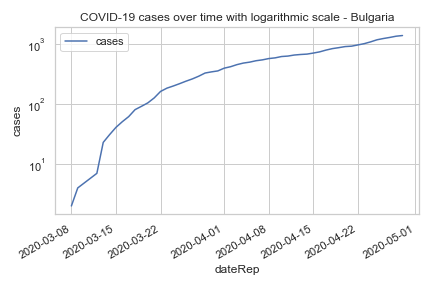 COVID-19 cases over time with logarithmic scale - Bulgaria
cases
10³
10²
10¹
cases
2020-03-08
2020-03-15
2020-03-22
2020-04-01
2020-04-08
2020-04-15
2020-04-22
2020-05-01
dateRep